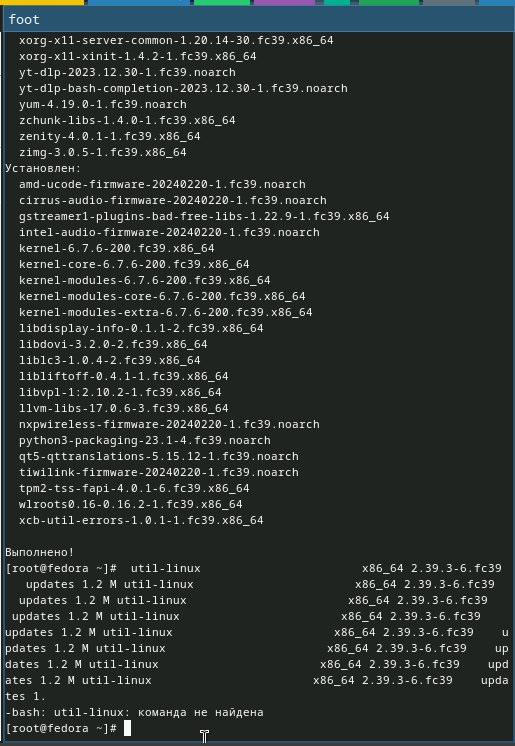 foot
xorg-x11-server-common-1.20.14-30.fc39.x86_64
xorg-x11-xinit-1.4.2-1.fc39.x86_64
yt-dlp-2023.12.30-1.fc39.noarch
yt-dlp-bash-completion-2023.12.30-1.fc39.noarch
yum-4.19.0-1.fc39.noarch
zchunk-libs-1.4.0-1.fc39.x86_64
zenity-4.0.1-1.fc39.x86_64
zimg-3.0.5-1.fc39.x86_64
Установлен:
amd-ucode-firmware-20240220-1.fc39.noarch
cirrus-audio-firmware-20240220-1.fc39.noarch
gstreamer1-plugins-bad-free-libs-1.22.9-1.fc39.x86_64
intel-audio-firmware-20240220-1.fc39.noarch
kernel-6.7.6-200.fc39.x86_64
kernel-core-6.7.6-200.fc39.x86_64
kernel-modules-6.7.6-200.fc39.x86_64
kernel-modules-core-6.7.6-200.fc39.x86_64
kernel-modules-extra-6.7.6-200.fc39.x86_64
libdisplay-info-0.1.1-2.fc39.x86_64
libdovi-3.2.0-2.fc39.x86_64
liblc3-1.0.4-2.fc39.x86_64
libliftoff-0.4.1-1.fc39.x86_64
libvpl-1:2.10.2-1.fc39.x86_64
llvm-libs-17.0.6-3.fc39.x86_64
nxpwireless-firmware-20240220-1.fc39.noarch
python3-packaging-23.1-4.fc39.noarch
qt5-qttranslations-5.15.12-1.fc39.noarch
tiwilink-firmware-20240220-1.fc39.noarch
tpm2-tss-fapi-4.0.1-6.fc39.x86_64
wlroots0.16-0.16.2-1.fc39.x86_64
xcb-util-errors-1.0.1-1.fc39.x86_64
Выполнено!
[root@fedora ~]#  util-linux x86_64 2.39.3-6.fc39
updates 1.2 M util-linux x86_64 2.39.3-6.fc39
updates 1.2 M util-linux x86_64 2.39.3-6.fc39
updates 1.2 M util-linux x86_64 2.39.3-6.fc39
updates 1.2 M util-linux x86_64 2.39.3-6.fc39 u
pdates 1.2 M util-linux x86_64 2.39.3-6.fc39 up
dates 1.2 M util-linux x86_64 2.39.3-6.fc39 upd
ates 1.2 M util-linux x86_64 2.39.3-6.fc39 upda
tes 1.
-bash: util-linux: команда не найдена
[root@fedora ~]#